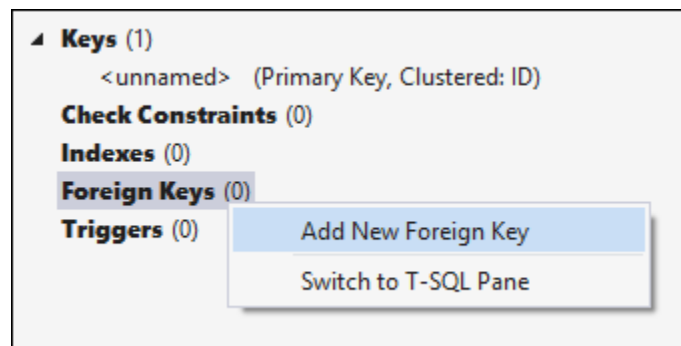 Keys (1)
<unnamed> (Primary Key, Clustered: ID)
Check Constraints (0)
Indexes (0)
Foreign Keys (0)
Triggers (0)
Add New Foreign Key
Switch to T-SQL Pane